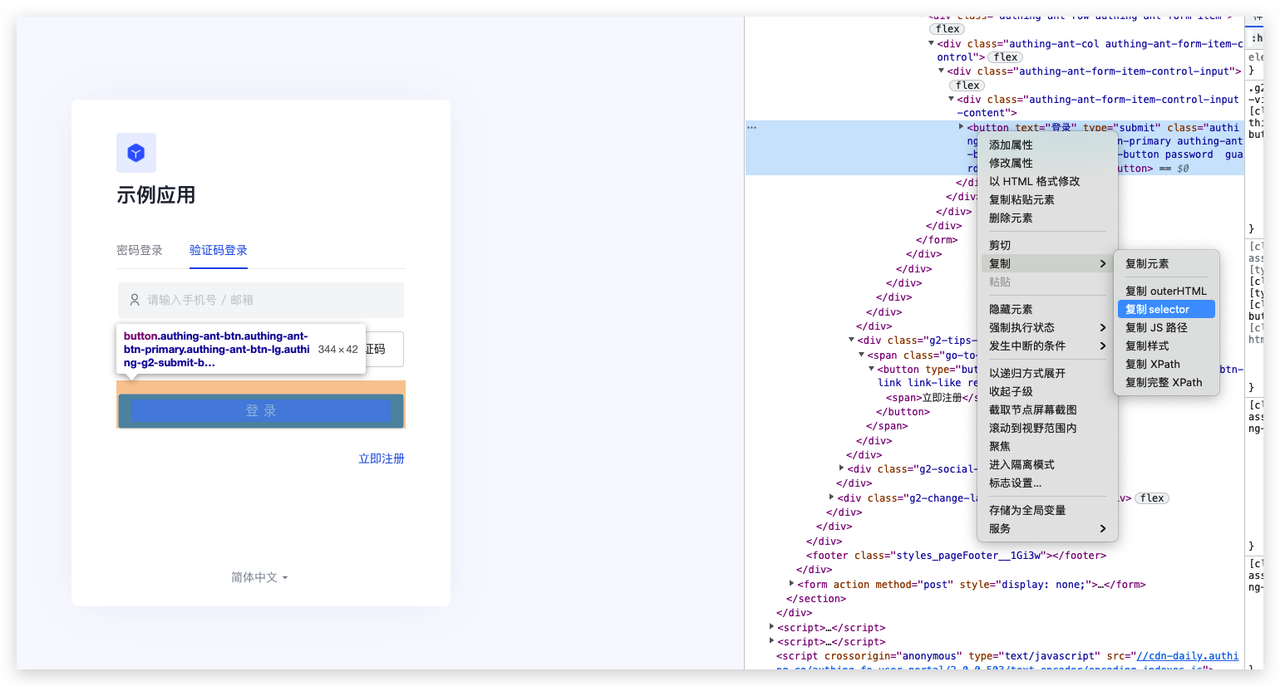 示例应用
密码登录
验证码登录
请输入手机号 / 邮箱
button.authing-ant-btn.authing-ant-
btn-primary.authing-ant-btn-lg.authi
ng-g2-submit-b...
344 × 42
证码
登 录
立即注册
简体中文
flex
<div class="authing-ant-col authing-ant-form-item-c
ontrol"> flex
<div class="authing-ant-form-item-control-input">
flex
<div class="authing-ant-form-item-control-input
-content">
<button text="登录" type="submit" class="authi
n-primary authing-ant-
-button password gua
button> == $0
</form>
</div>
</div>
</div>
</div>
</div>
</div>
<div class="g2-tips-
<span class="go-to-
<button type="bu
btn-
link link-like re
<span>立即注册</s
</button>
</span>
</div>
</div>
<div class="g2-social-
</div>
<div class="g2-change-la
v> flex
</div>
</div>
</div>
<footer class="styles_pageFooter__1Gi3w"></footer>
</div>
<form action method="post" style="display: none;">…</form>
</section>
</div>
<script>…</script>
<script>…</script>
<script crossorigin="anonymous" type="text/javascript" src="//cdn-daily.authi
添加属性
修改属性
以 HTML 格式修改
复制粘贴元素
删除元素
剪切
复制
粘贴
隐藏元素
强制执行状态
发生中断的条件
以递归方式展开
收起子级
截取节点屏幕截图
滚动到视野范围内
聚焦
进入隔离模式
标志设置...
存储为全局变量
服务
复制元素
复制 outerHTML
复制 selector
复制 JS 路径
复制样式
复制 XPath
复制完整 XPath
:h
ele
}
.g2
-vi
[cl
thi
but
}